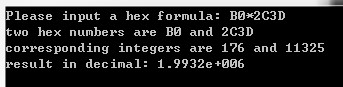 Please input a hex formula: B0*2C3D
two hex numbers are B0 and 2C3D
corresponding integers are 176 and 11325
result in decimal: 1.9932e+006